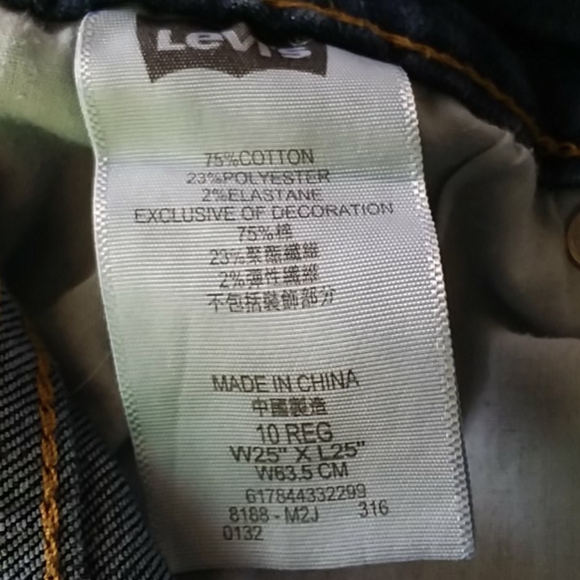 Levi's
75%COTTON
23%POLYESTER
2%ELASTANE
EXCLUSIVE OF DECORATION
75%棉
23%聚酯纖維
2%彈性纖維
不包括裝飾部分
MADE IN CHINA
中國製造
10 REG
W25" X L25"
W63.5 CM
617844332299
8188 - M2J 316
0132